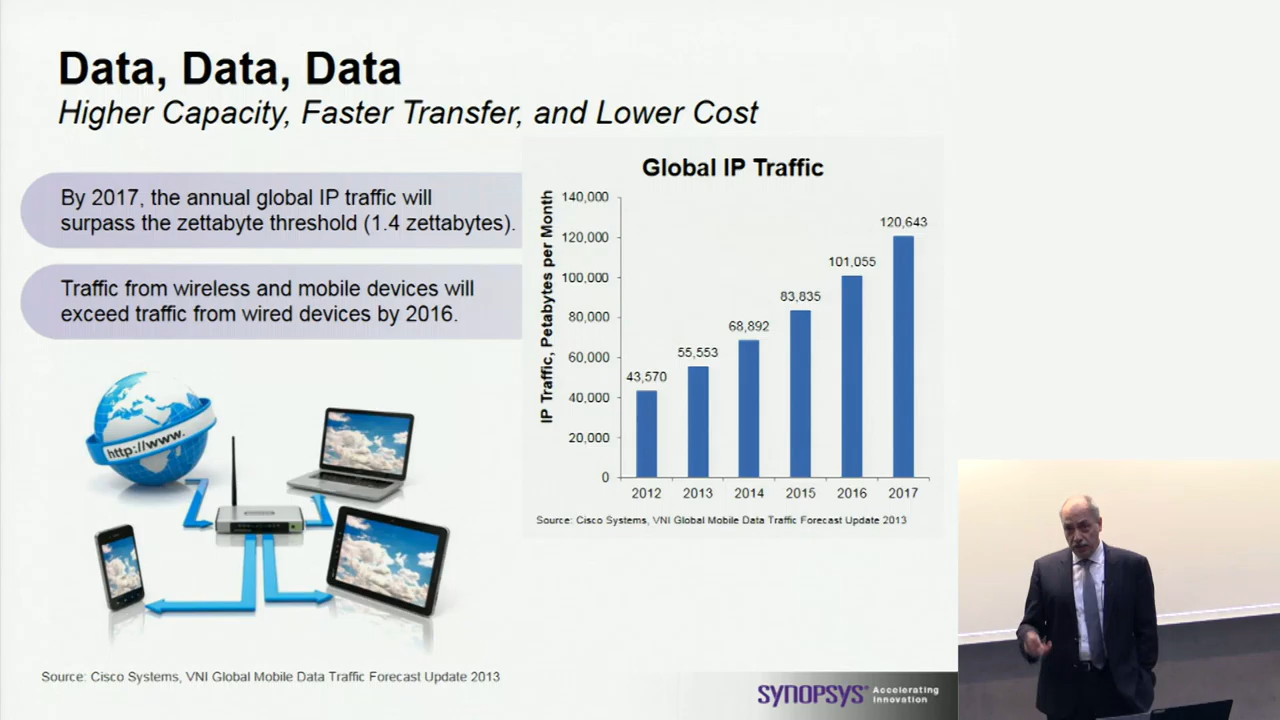 Data, Data, Data
Higher Capacity, Faster Transfer, and Lower Cost
By 2017, the annual global IP traffic will
surpass the zettabyte threshold (1.4 zettabytes).
Traffic from wireless and mobile devices will
exceed traffic from wired devices by 2016.
http://www.
Global IP Traffic
IP Traffic, Petabytes per Month
140,000
120,000
100,000
80,000
60,000
40,000
20,000
0
43,570
55,553
68,892
83,835
101,055
120,643
2012 2013 2014 2015 2016 2017
Source: Cisco Systems, VNI Global Mobile Data Traffic Forecast Update 2013
Source: Cisco Systems, VNI Global Mobile Data Traffic Forecast Update 2013
SYNOPSYS
Accelerating
Innovation